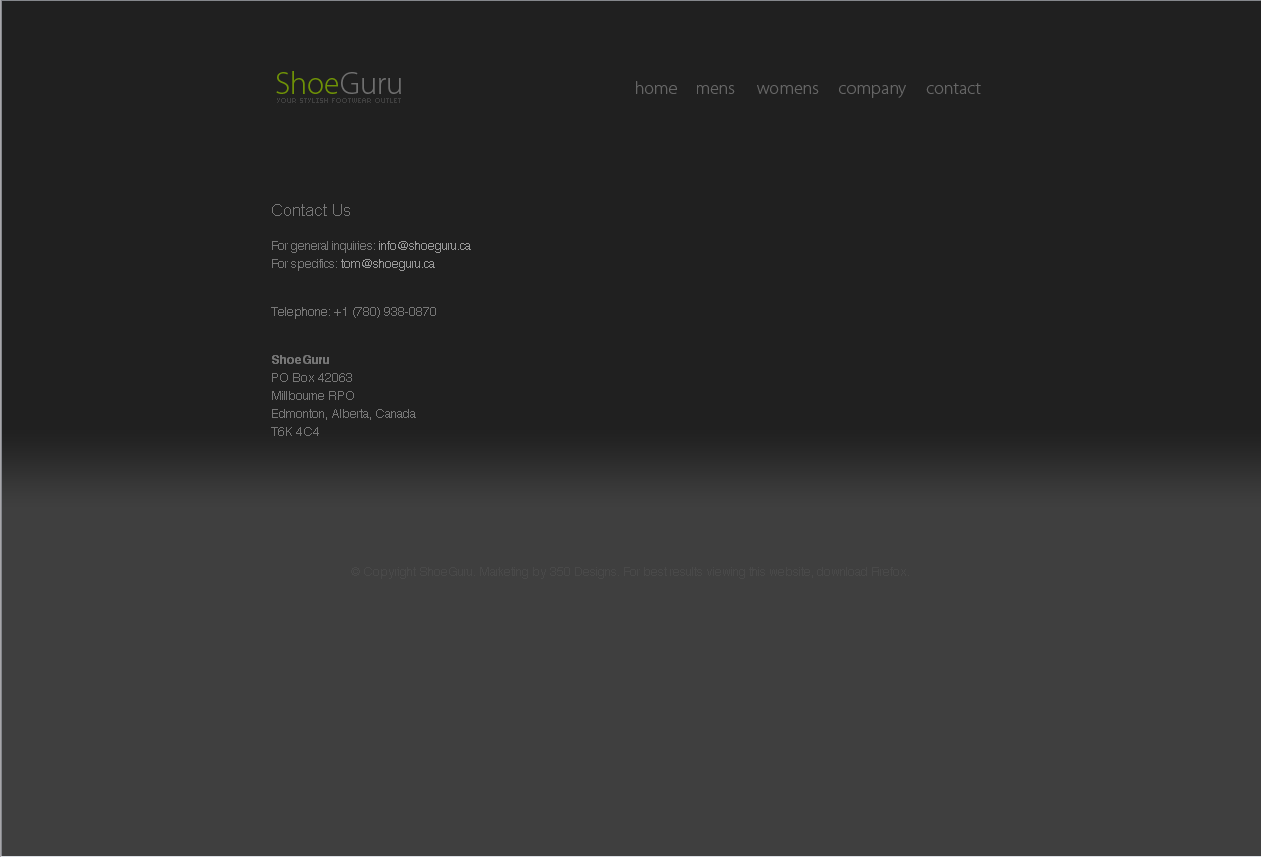 ShoeGuru
YOUR STYLISH FOOTWEAR OUTLET
home mens womens company contact
Contact Us
For general inquiries: info@shoeguru.ca
For specifics: tom@shoeguru.ca
Telephone: +1 (780) 938-0870
ShoeGuru
PO Box 42063
Millbourne RPO
Edmonton, Alberta, Canada
T6K 4C4
© Copyright ShoeGuru. Marketing by 350 Designs. For best results viewing this website, download Firefox.